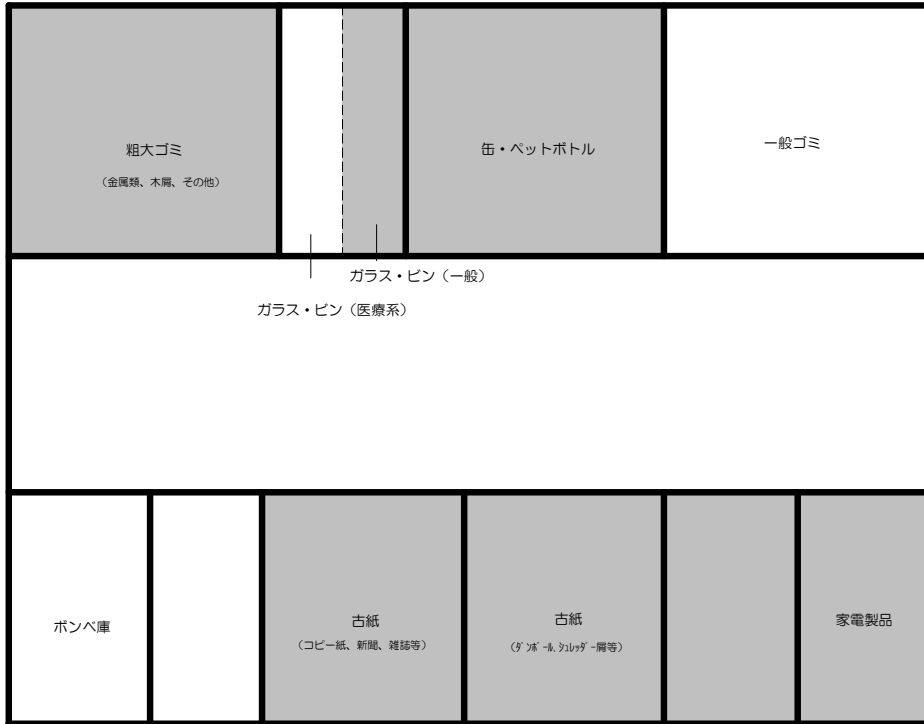 粗大ゴミ
（金属類、木屑、その他）
缶・ペットボトル
一般ゴミ
ガラス・ビン（一般）
ガラス・ビン（医療系）
ボンベ庫
古紙
（コピー紙、新聞、雑誌等）
古紙
（ﾀﾞﾝﾎﾞｰﾙ、ｼｭﾚｯﾀﾞｰ屑等）
家電製品